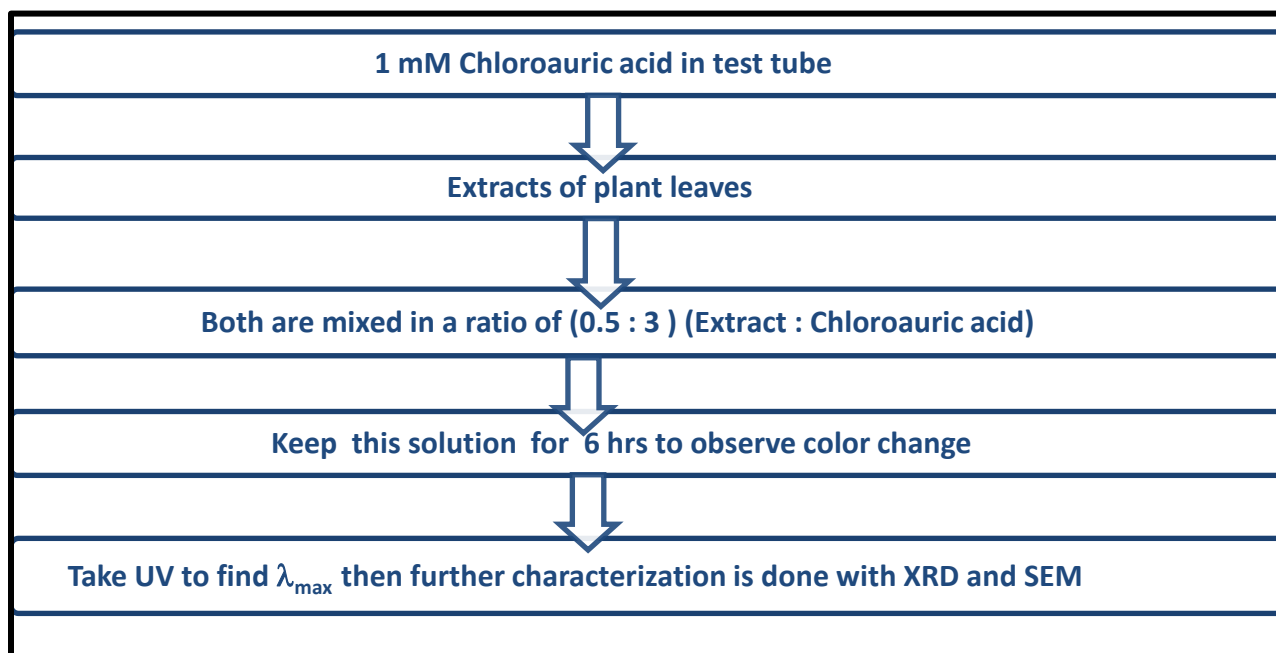 1 mM Chloroauric acid in test tube
Extracts of plant leaves
Both are mixed in a ratio of (0.5 : 3 ) (Extract : Chloroauric acid)
Keep this solution for 6 hrs to observe color change
Take UV to find λmax then further characterization is done with XRD and SEM